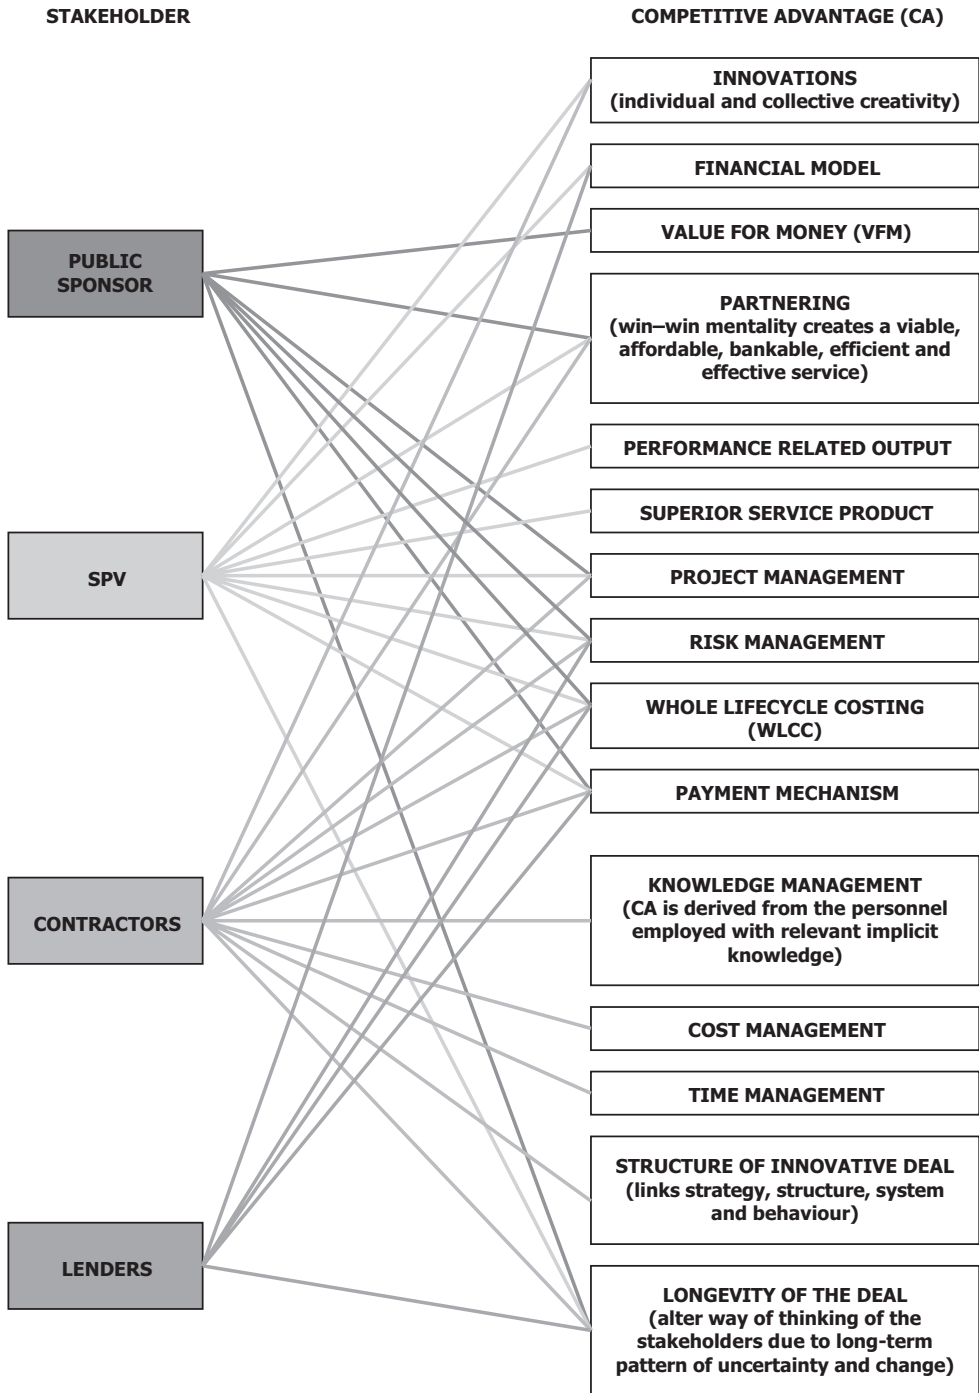 STAKEHOLDER
COMPETITIVE ADVANTAGE (CA)
PUBLIC
SPONSOR
SPV
CONTRACTORS
LENDERS
INNOVATIONS
(individual and collective creativity)
FINANCIAL MODEL
VALUE FOR MONEY (VFM)
PARTNERING
(win–win mentality creates a viable,
affordable, bankable, efficient and
effective service)
PERFORMANCE RELATED OUTPUT
SUPERIOR SERVICE PRODUCT
PROJECT MANAGEMENT
RISK MANAGEMENT
WHOLE LIFECYCLE COSTING
(WLCC)
PAYMENT MECHANISM
KNOWLEDGE MANAGEMENT
(CA is derived from the personnel
employed with relevant implicit
knowledge)
COST MANAGEMENT
TIME MANAGEMENT
STRUCTURE OF INNOVATIVE DEAL
(links strategy, structure, system
and behaviour)
LONGEVITY OF THE DEAL
(alter way of thinking of the
stakeholders due to long-term
pattern of uncertainty and change)